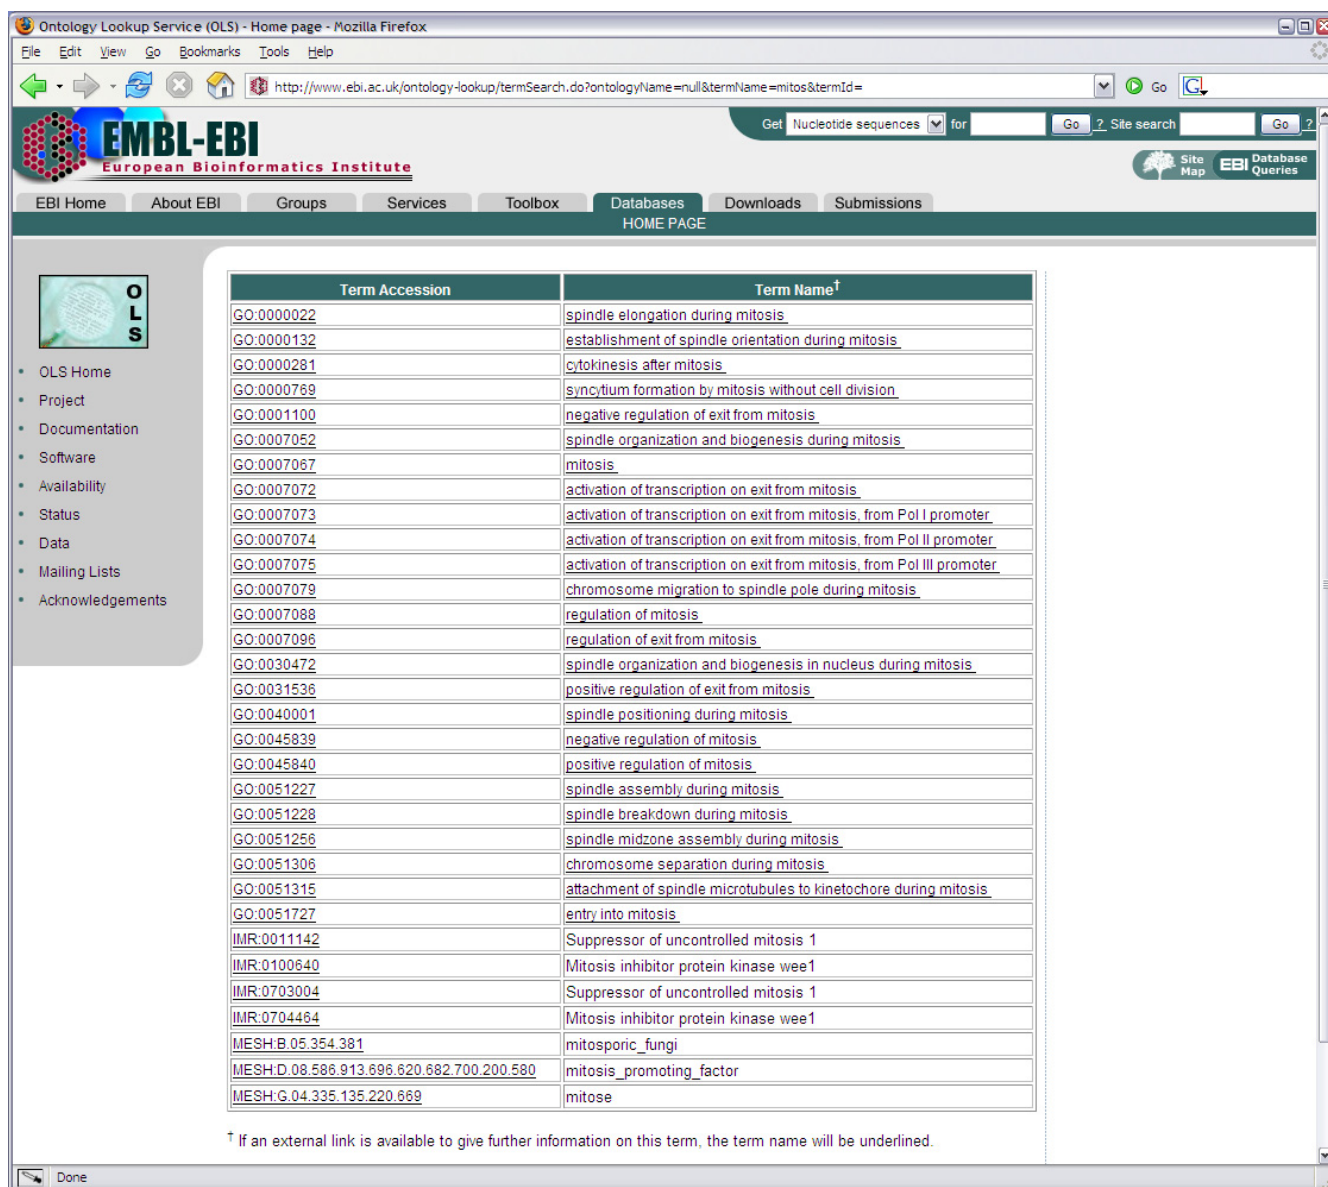 Ontology Lookup Service (OLS) - Home page - Mozilla Firefox
File Edit View Go Bookmarks Tools Help
http://www.ebi.ac.uk/ontology-lookup/termSearch.do?ontologyName=null&termName=mitos&termId= Go G
EMBL-EBI
European Bioinformatics Institute
Get Nucleotide sequences for Go ? Site search Go ?
Site Map EBI Database Queries
EBI Home About EBI Groups Services Toolbox Databases Downloads Submissions
HOME PAGE
OLS
OLS Home
Project
Documentation
Software
Availability
Status
Data
Mailing Lists
Acknowledgements
Term Accession Term Name†
GO:0000022 spindle elongation during mitosis
GO:0000132 establishment of spindle orientation during mitosis
GO:0000281 cytokinesis after mitosis
GO:0000769 syncytium formation by mitosis without cell division
GO:0001100 negative regulation of exit from mitosis
GO:0007052 spindle organization and biogenesis during mitosis
GO:0007067 mitosis
GO:0007072 activation of transcription on exit from mitosis
GO:0007073 activation of transcription on exit from mitosis, from Pol I promoter
GO:0007074 activation of transcription on exit from mitosis, from Pol II promoter
GO:0007075 activation of transcription on exit from mitosis, from Pol III promoter
GO:0007079 chromosome migration to spindle pole during mitosis
GO:0007088 regulation of mitosis
GO:0007096 regulation of exit from mitosis
GO:0030472 spindle organization and biogenesis in nucleus during mitosis
GO:0031536 positive regulation of exit from mitosis
GO:0040001 spindle positioning during mitosis
GO:0045839 negative regulation of mitosis
GO:0045840 positive regulation of mitosis
GO:0051227 spindle assembly during mitosis
GO:0051228 spindle breakdown during mitosis
GO:0051256 spindle midzone assembly during mitosis
GO:0051306 chromosome separation during mitosis
GO:0051315 attachment of spindle microtubules to kinetochore during mitosis
GO:0051727 entry into mitosis
IMR:0011142 Suppressor of uncontrolled mitosis 1
IMR:0100640 Mitosis inhibitor protein kinase wee1
IMR:0703004 Suppressor of uncontrolled mitosis 1
IMR:0704464 Mitosis inhibitor protein kinase wee1
MESH:B.05.354.381 mitosporic_fungi
MESH:D.08.586.913.696.620.682.700.200.580 mitosis_promoting_factor
MESH:G.04.335.135.220.669 mitose
† If an external link is available to give further information on this term, the term name will be underlined.
Done